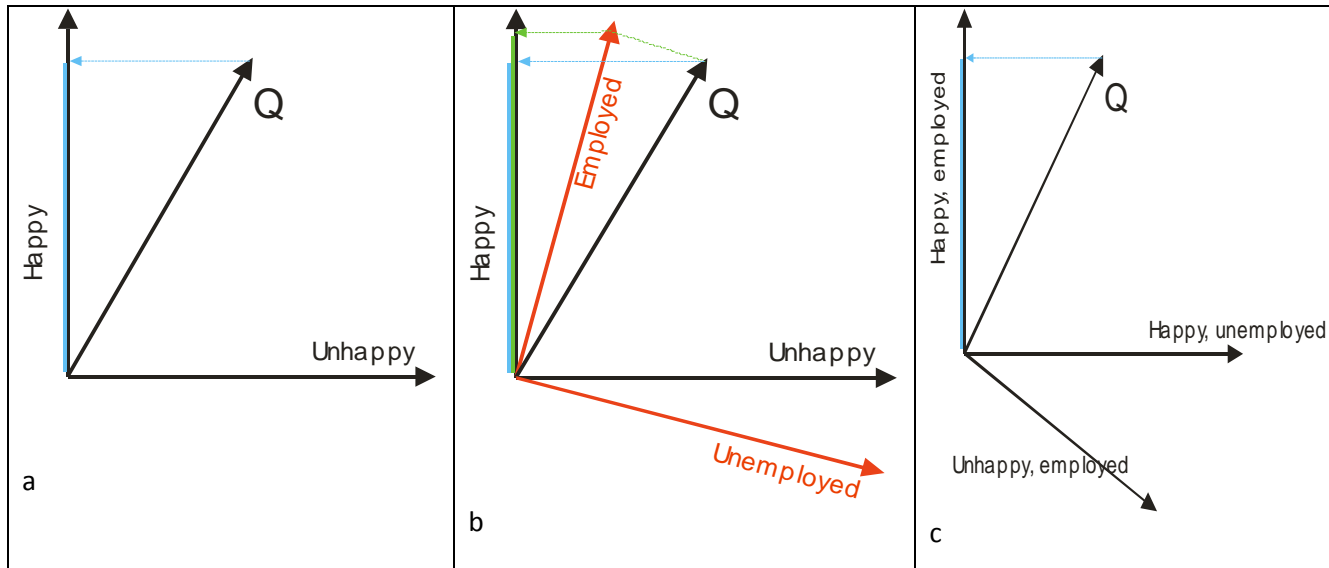 Happy
Q
Unhappy
a
Happy
Employed
Q
Unhappy
Unemployed
b
Happy, employed
Q
Happy, unemployed
Unhappy, employed
c